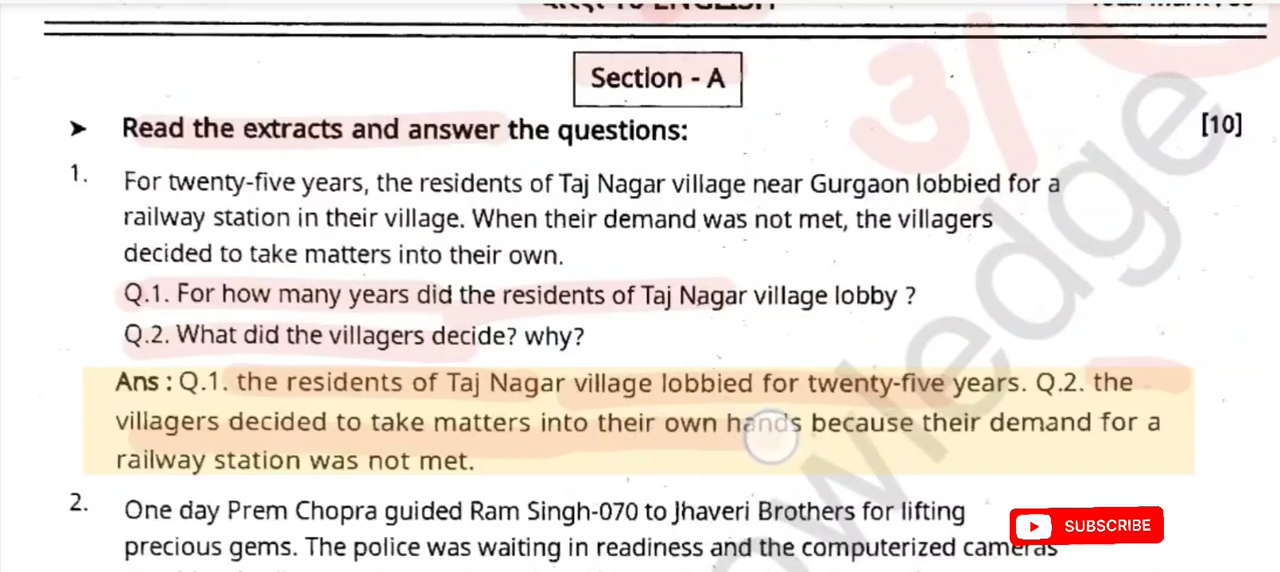 Section - A
➤ Read the extracts and answer the questions: [10]
1. For twenty-five years, the residents of Taj Nagar village near Gurgaon lobbied for a
railway station in their village. When their demand was not met, the villagers
decided to take matters into their own.
Q.1. For how many years did the residents of Taj Nagar village lobby ?
Q.2. What did the villagers decide? why?
Ans : Q.1. the residents of Taj Nagar village lobbied for twenty-five years. Q.2. the
villagers decided to take matters into their own hands because their demand for a
railway station was not met.
2. One day Prem Chopra guided Ram Singh-070 to Jhaveri Brothers for lifting
precious gems. The police was waiting in readiness and the computerized cameras
SUBSCRIBE